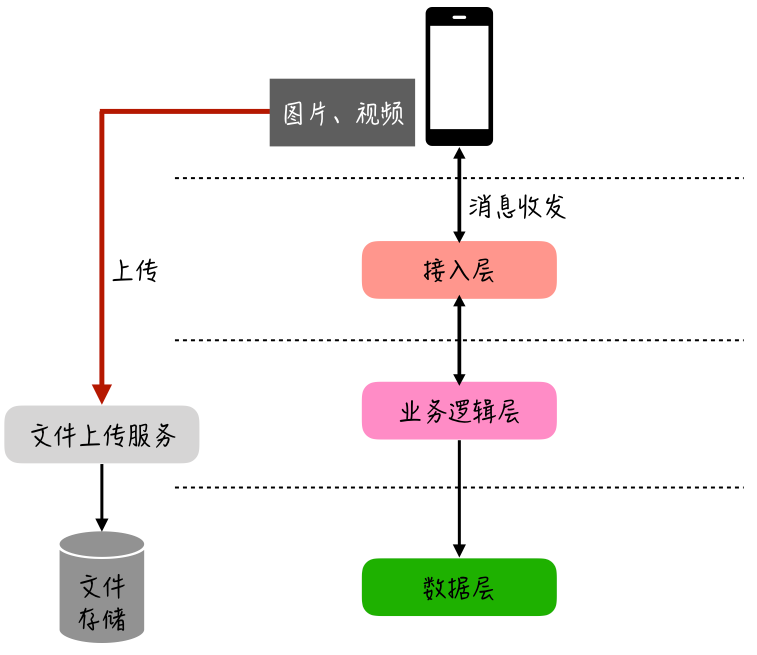 图片、视频
消息收发
接入层
上传
业务逻辑层
文件上传服务
数据层
文件
存储